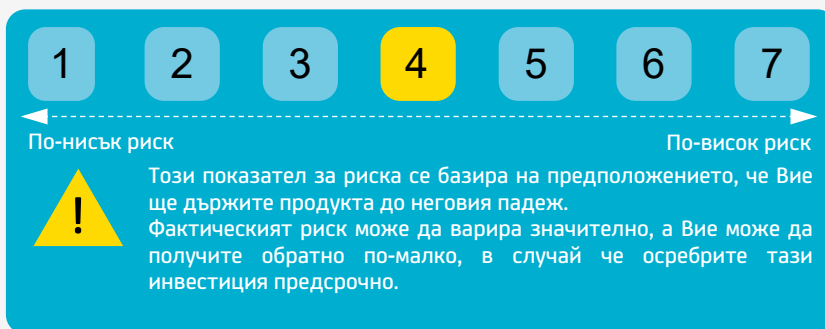 1 2 3 4 5 6 7
По-нисък риск По-висок риск
!
Този показател за риска се базира на предположението, че Вие
ще държите продукта до неговия падеж.
Фактическият риск може да варира значително, а Вие може да
получите обратно по-малко, в случай че осребрите тази
инвестиция предсрочно.